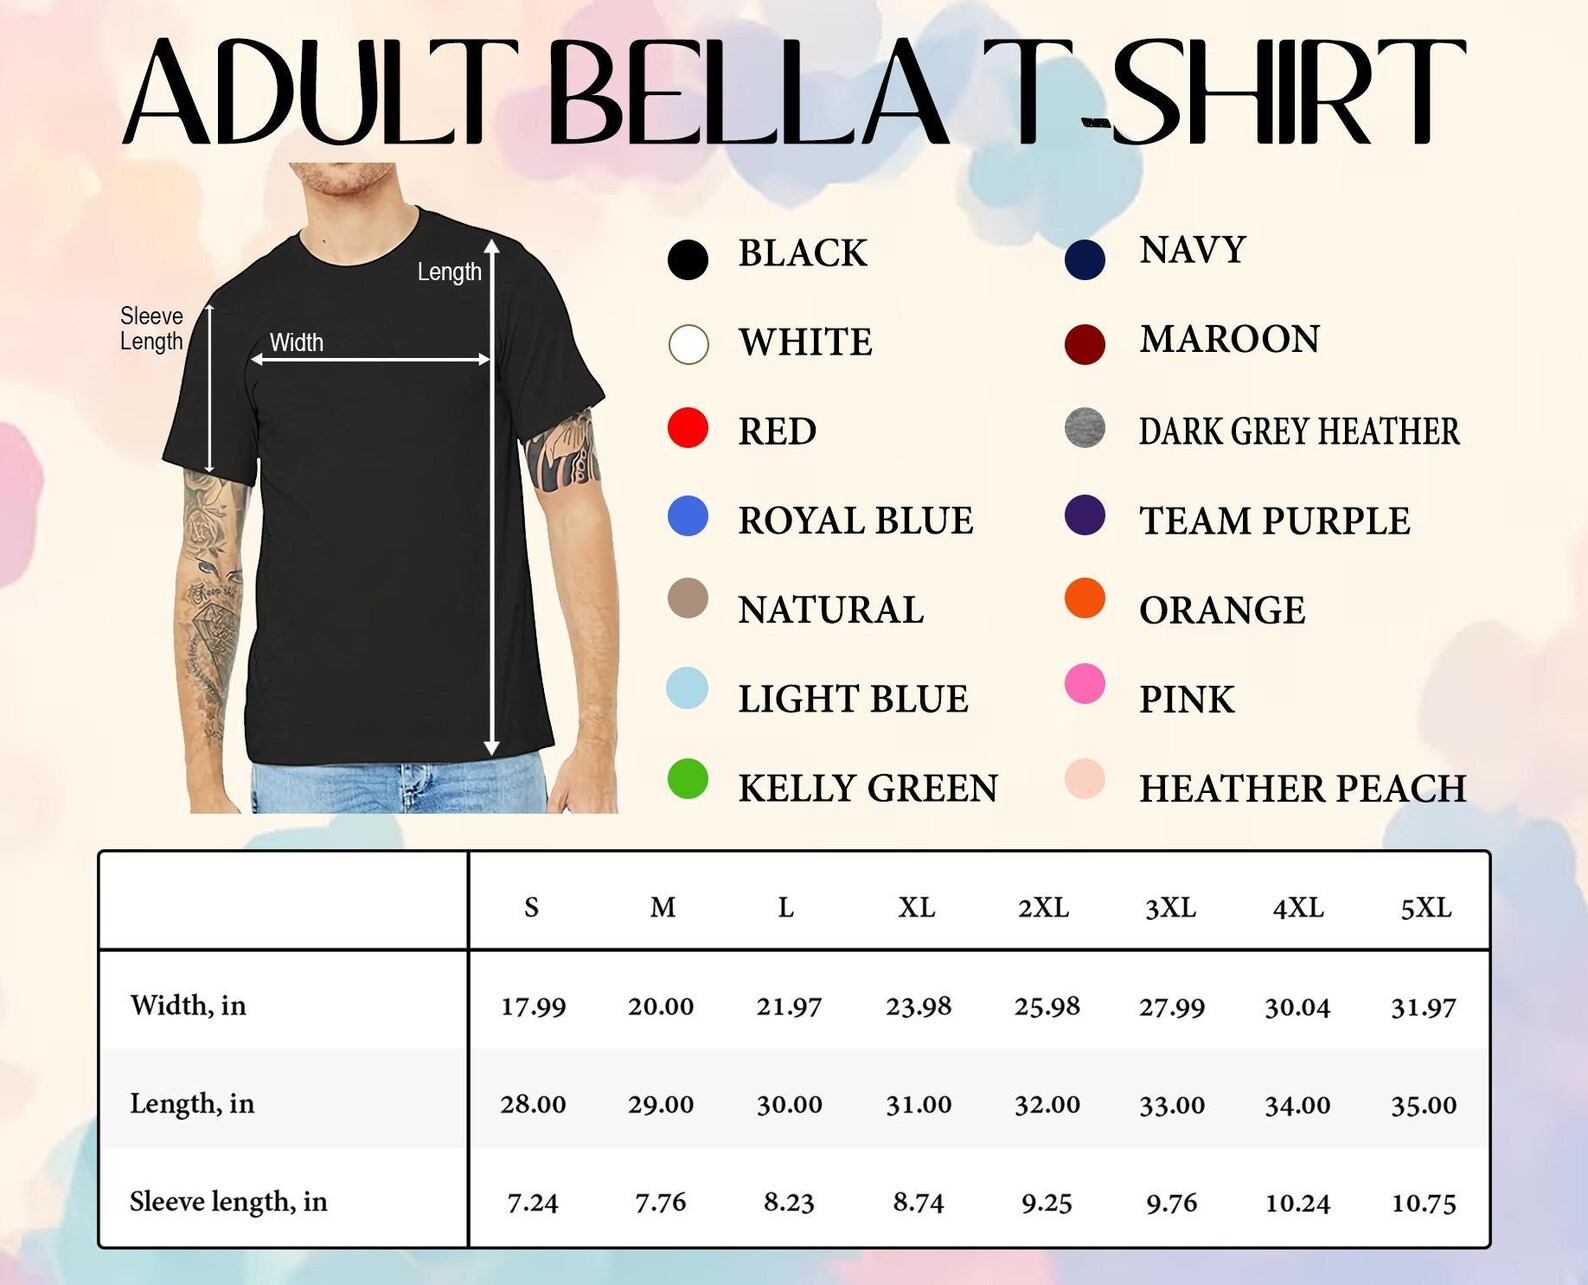 ADULT BELLA T-SHIRT
Length
Sleeve
Length
Width
BLACK
WHITE
RED
ROYAL BLUE
NATURAL
LIGHT BLUE
KELLY GREEN
NAVY
MAROON
DARK GREY HEATHER
TEAM PURPLE
ORANGE
PINK
HEATHER PEACH
S M L XL 2XL 3XL 4XL 5XL
Width, in 17.99 20.00 21.97 23.98 25.98 27.99 30.04 31.97
Length, in 28.00 29.00 30.00 31.00 32.00 33.00 34.00 35.00
Sleeve length, in 7.24 7.76 8.23 8.74 9.25 9.76 10.24 10.75